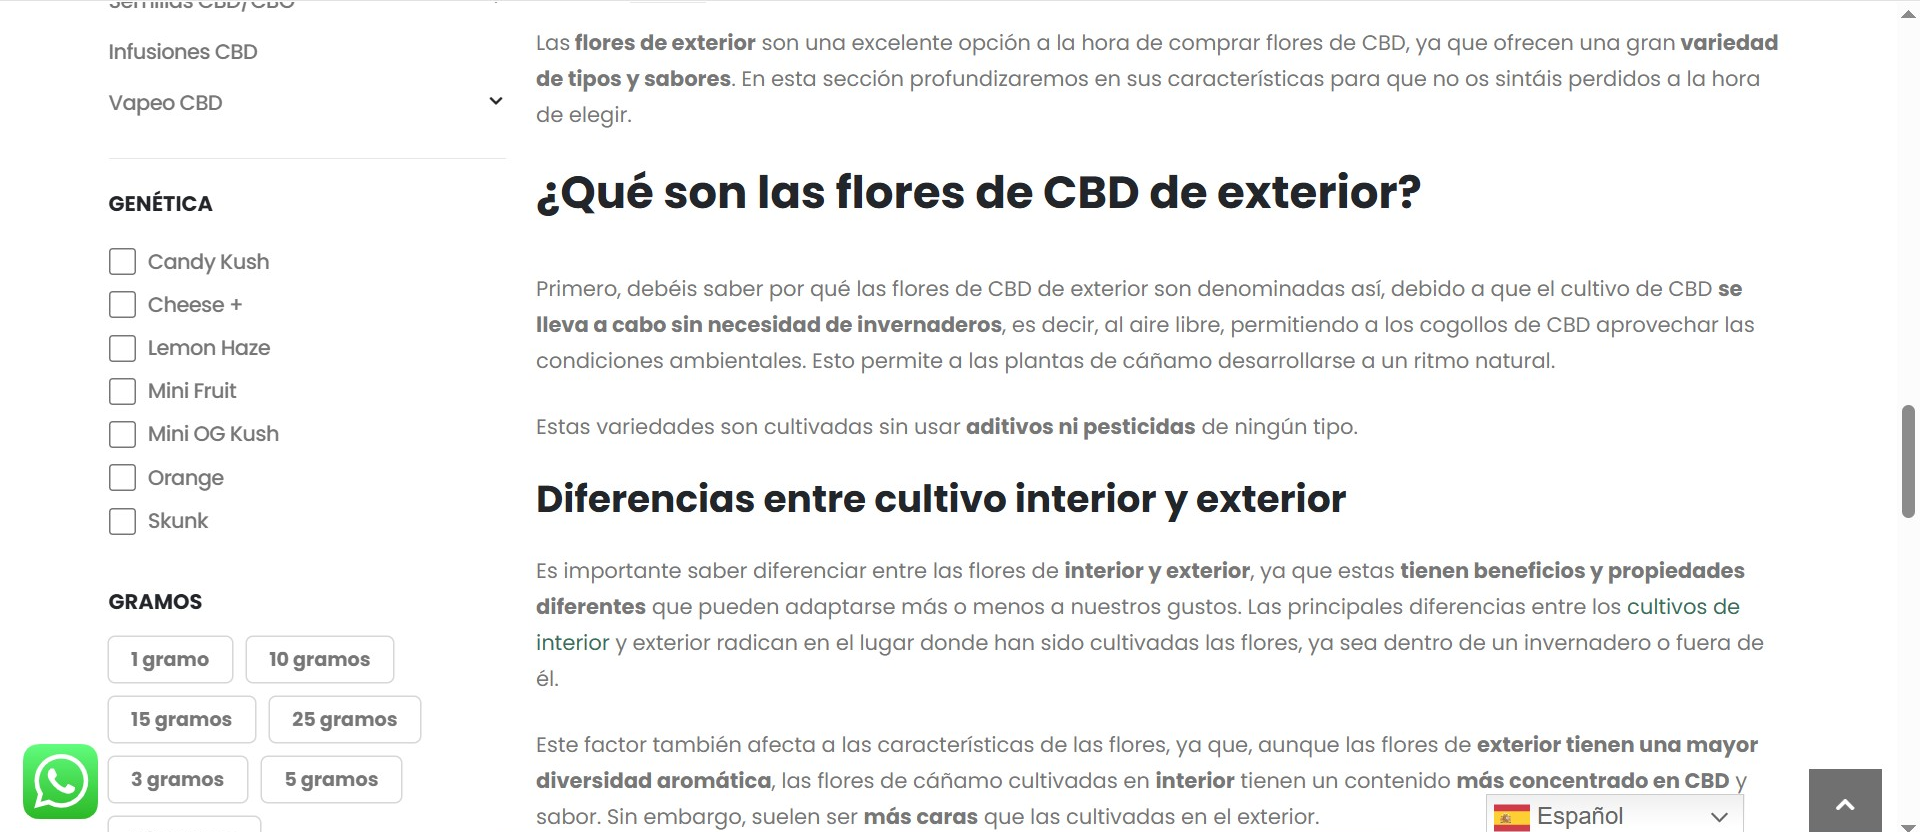 Semillas CBD/CBG
Infusiones CBD
Vapeo CBD
GENÉTICA
Candy Kush
Cheese +
Lemon Haze
Mini Fruit
Mini OG Kush
Orange
Skunk
GRAMOS
1 gramo
10 gramos
15 gramos
25 gramos
3 gramos
5 gramos
Las flores de exterior son una excelente opción a la hora de comprar flores de CBD, ya que ofrecen una gran variedad
de tipos y sabores. En esta sección profundizaremos en sus características para que no os sintáis perdidos a la hora
de elegir.
¿Qué son las flores de CBD de exterior?
Primero, debéis saber por qué las flores de CBD de exterior son denominadas así, debido a que el cultivo de CBD se
lleva a cabo sin necesidad de invernaderos, es decir, al aire libre, permitiendo a los cogollos de CBD aprovechar las
condiciones ambientales. Esto permite a las plantas de cáñamo desarrollarse a un ritmo natural.
Estas variedades son cultivadas sin usar aditivos ni pesticidas de ningún tipo.
Diferencias entre cultivo interior y exterior
Es importante saber diferenciar entre las flores de interior y exterior, ya que estas tienen beneficios y propiedades
diferentes que pueden adaptarse más o menos a nuestros gustos. Las principales diferencias entre los cultivos de
interior y exterior radican en el lugar donde han sido cultivadas las flores, ya sea dentro de un invernadero o fuera de
él.
Este factor también afecta a las características de las flores, ya que, aunque las flores de exterior tienen una mayor
diversidad aromática, las flores de cáñamo cultivadas en interior tienen un contenido más concentrado en CBD y
sabor. Sin embargo, suelen ser más caras que las cultivadas en el exterior.
Español